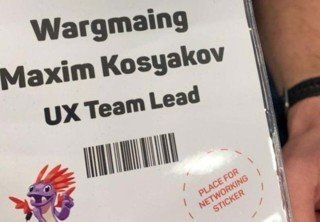 Wargmaing
Maxim Kosyakov
UX Team Lead
PLACE FOR
NETWORKING
STICKER